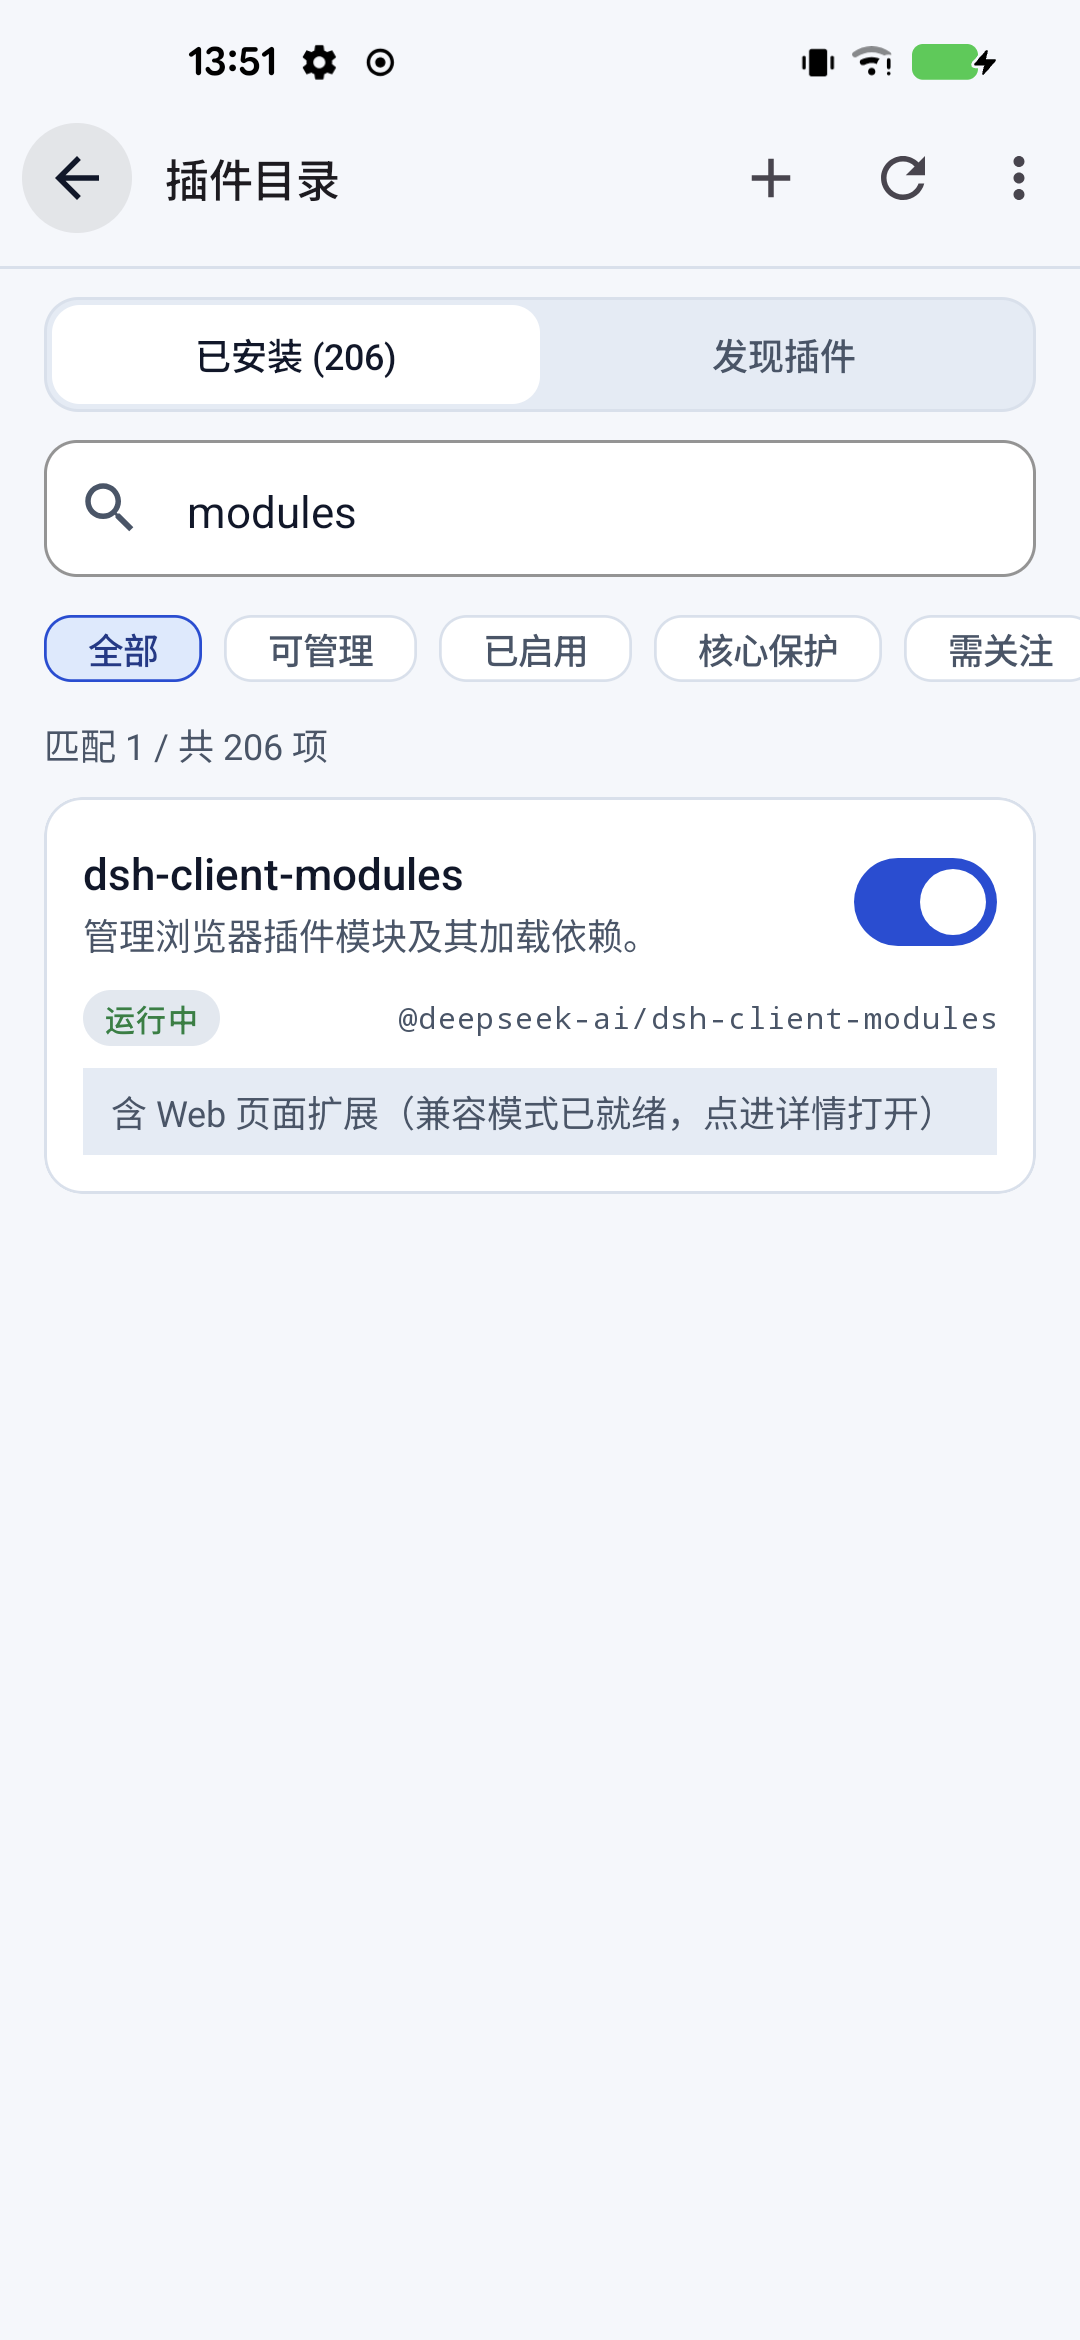 13:51
插件目录
已安装 (206)
发现插件
modules
全部
可管理
已启用
核心保护
需关注
匹配 1 / 共 206 项
dsh-client-modules
管理浏览器插件模块及其加载依赖。
运行中
@deepseek-ai/dsh-client-modules
含 Web 页面扩展（兼容模式已就绪，点进详情打开）